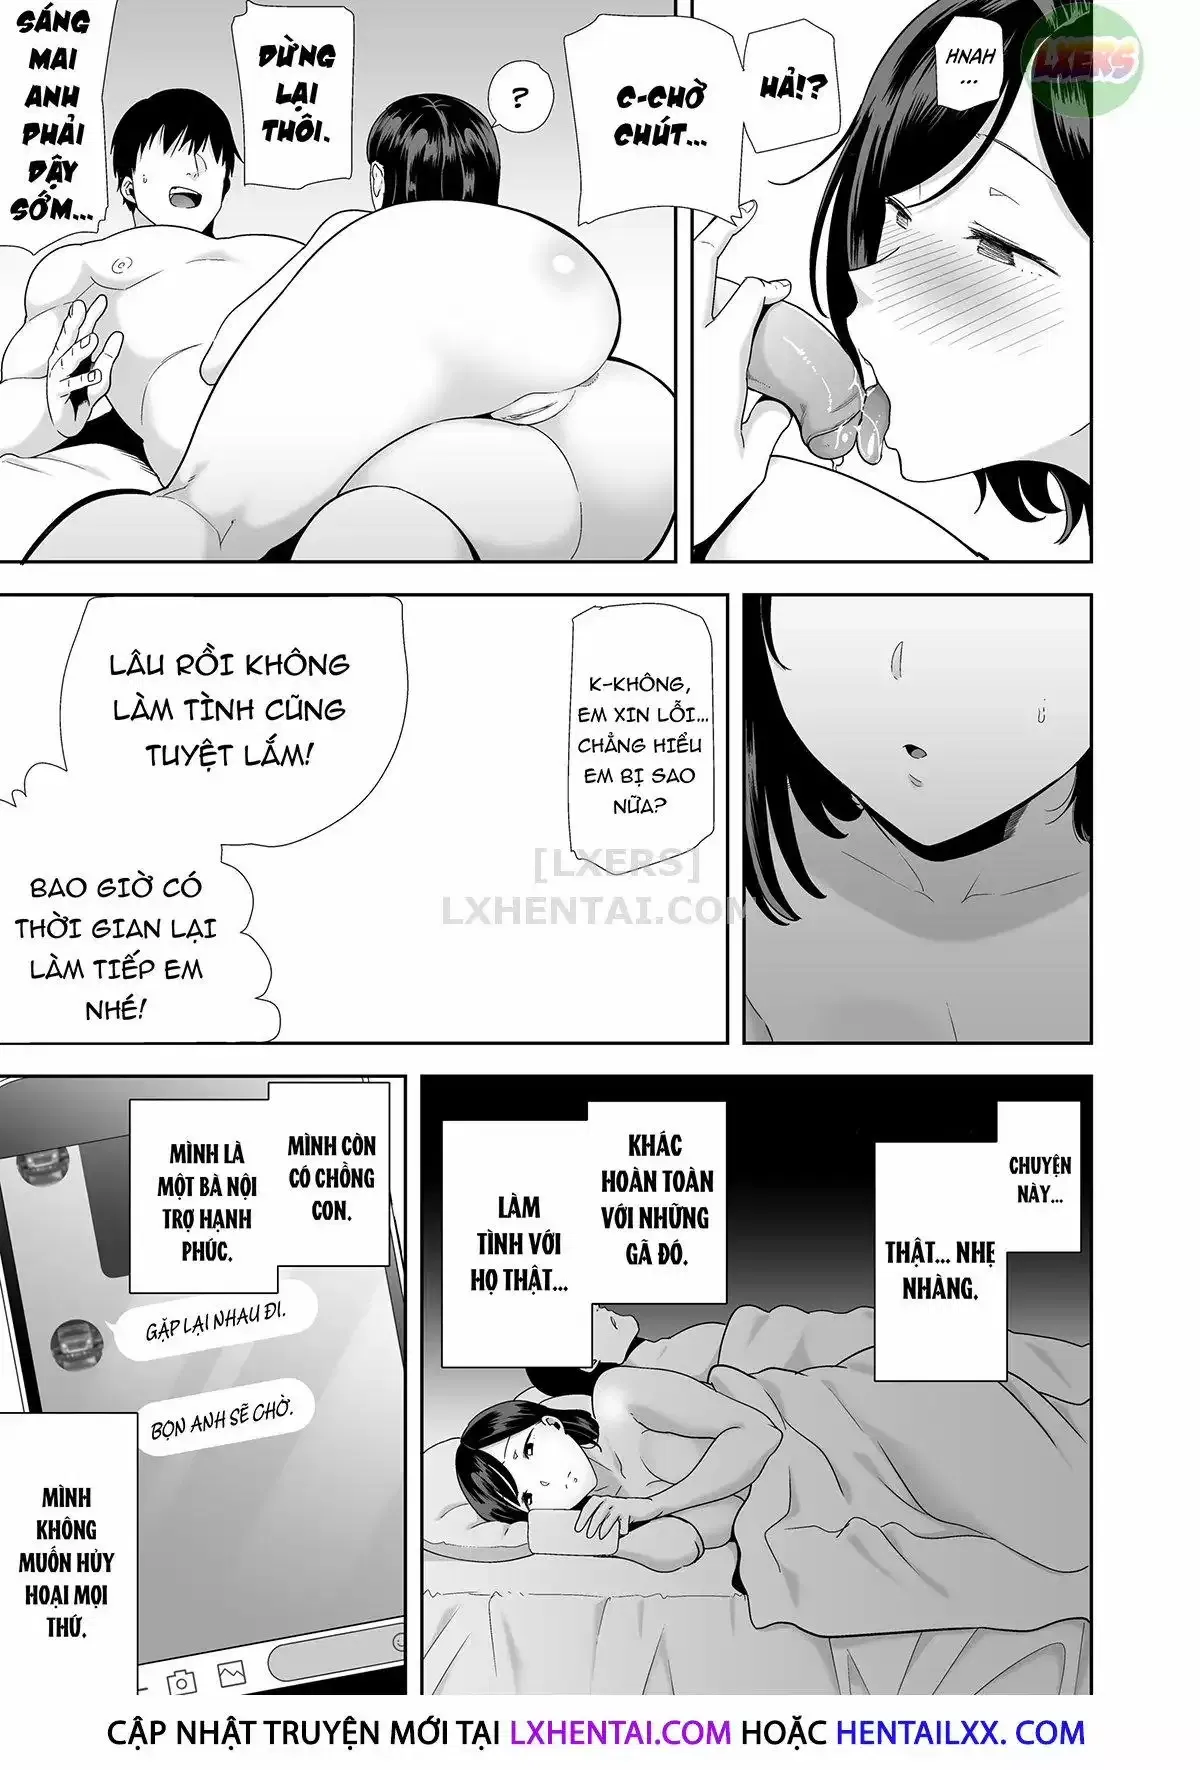 HNAH
...
LXERS
HẢ!?
C-CHỜ
CHÚT...
?
DỪNG
LẠI
THÔI.
SÁNG
MAI
ANH
PHẢI
DẬY
SỚM...
K-KHÔNG,
EM XIN LỖI...
CHẲNG HIỂU
EM BỊ SAO
NỮA?
LÂU RỒI KHÔNG
LÀM TÌNH CŨNG
TUYỆT LẮM!
BAO GIỜ CÓ
THỜI GIAN LẠI
LÀM TIẾP EM
NHÉ!
[LXERS]
LXHENTAI.COM
CHUYỆN
NÀY...
THẬT... NHẸ
NHÀNG.
KHÁC
HOÀN TOÀN
VỚI NHỮNG
GÃ ĐÓ.
LÀM
TÌNH VỚI
HỌ THẬT...
MÌNH CÒN
CÓ CHỒNG
CON.
MÌNH LÀ
MỘT BÀ NỘI
TRỢ HẠNH
PHÚC.
GẶP LẠI NHAU ĐI.
BỌN ANH SẼ CHỜ.
MÌNH
KHÔNG
MUỐN HỦY
HOẠI MỌI
THỨ.
CẬP NHẬT TRUYỆN MỚI TẠI LXHENTAI.COM HOẶC HENTAILXX. COM